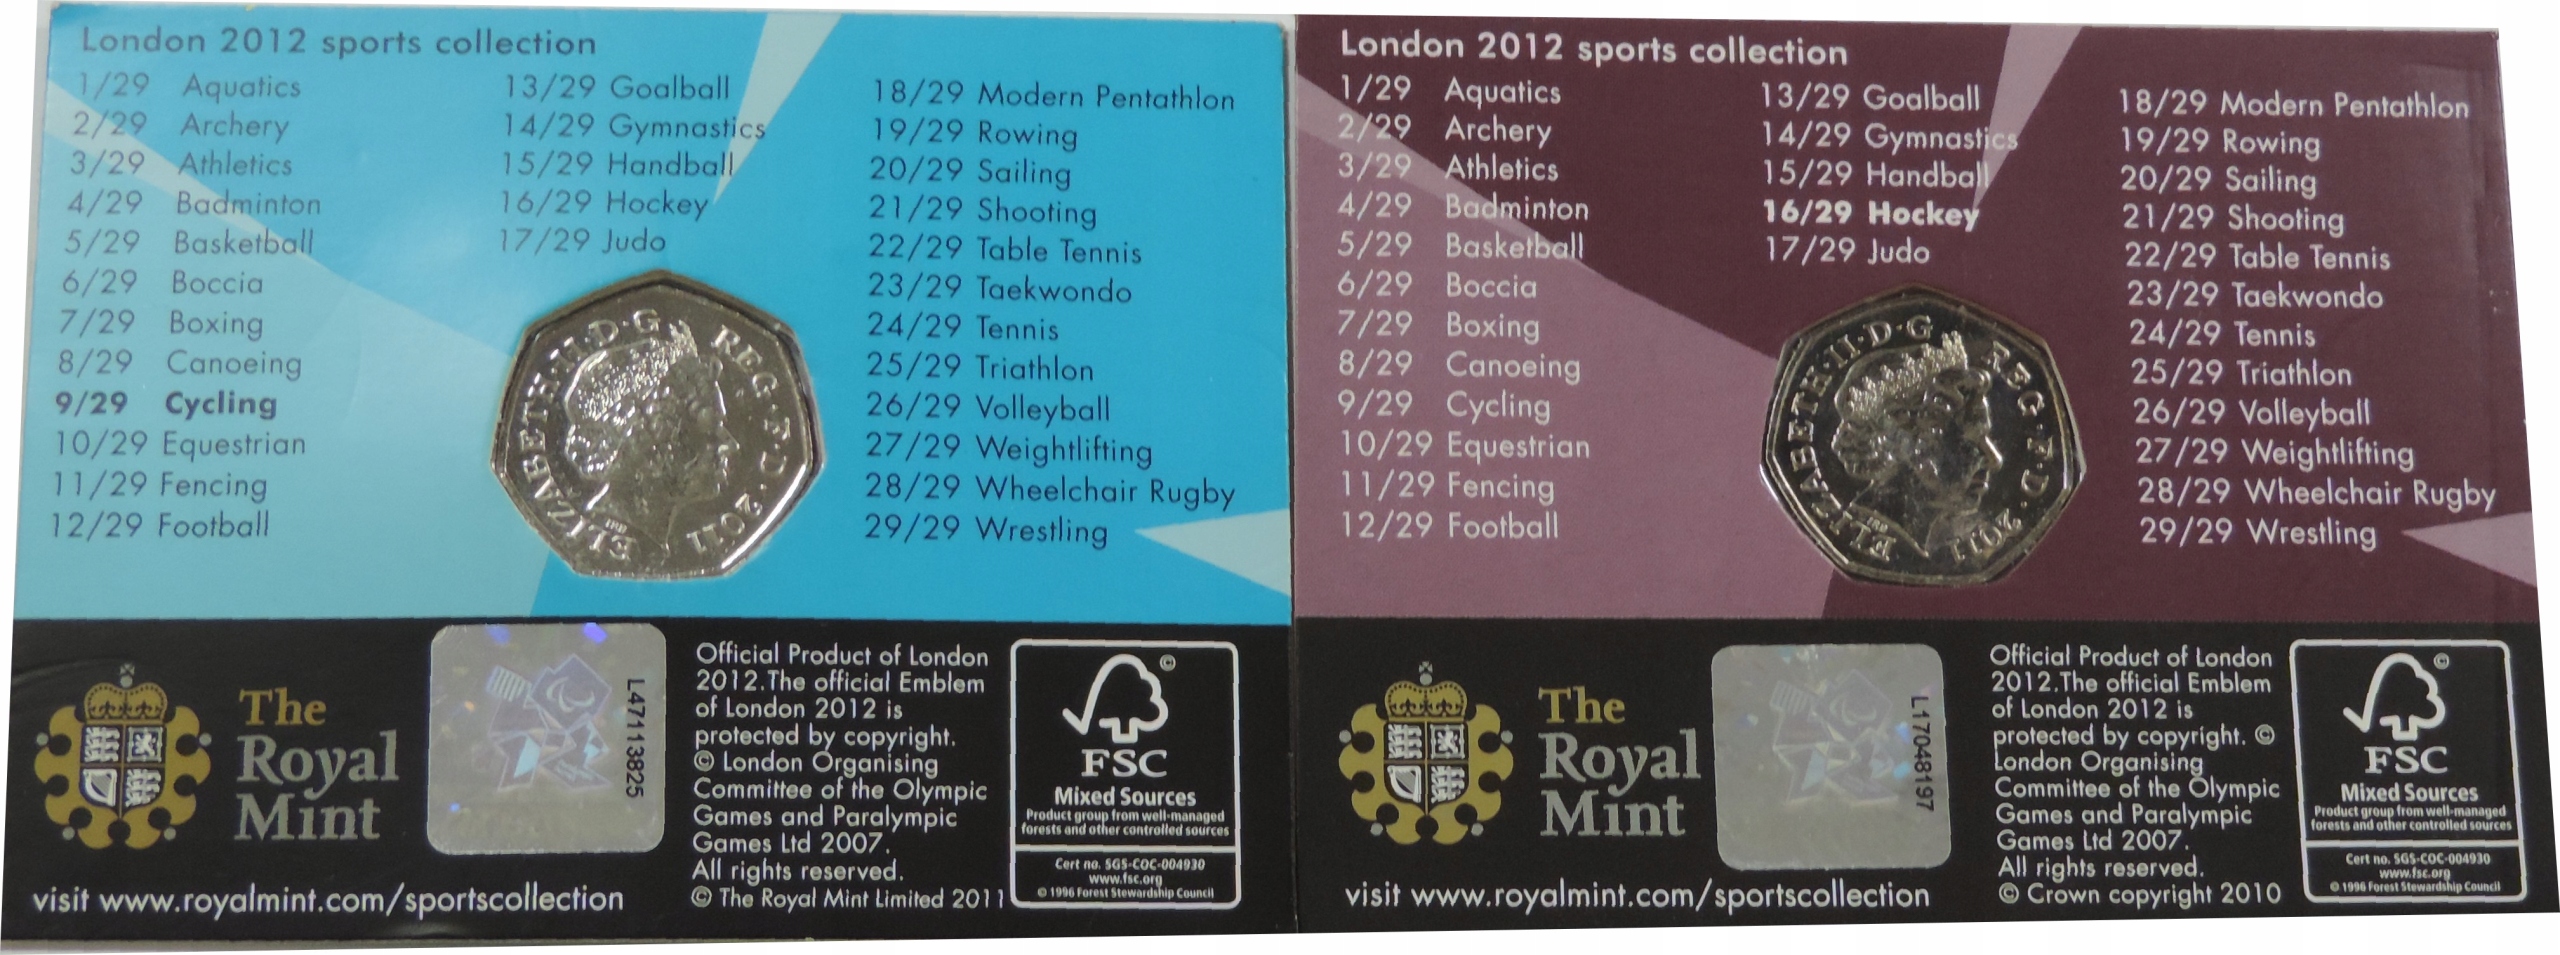 London 2012 sports collection
1/29 Aquatics
2/29 Archery
3/29 Athletics
4/29 Badminton
5/29 Basketball
6/29 Boccia
7/29 Boxing
8/29 Canoeing
9/29 Cycling
10/29 Equestrian
11/29 Fencing
12/29 Football
13/29 Goalball
14/29 Gymnastics
15/29 Handball
16/29 Hockey
17/29 Judo
18/29 Modern Pentathlon
19/29 Rowing
20/29 Sailing
21/29 Shooting
22/29 Table Tennis
23/29 Taekwondo
24/29 Tennis
25/29 Triathlon
26/29 Volleyball
27/29 Weightlifting
28/29 Wheelchair Rugby
29/29 Wrestling
ELIZABETH·II·D·G REG·F·D·2011
IRB
The
Royal
Mint
visit www.royalmint.com/sportscollection
L47113825
Official Product of London
2012.The official Emblem
of London 2012 is
protected by copyright.
© London Organising
Committee of the Olympic
Games and Paralympic
Games Ltd 2007.
All rights reserved.
© The Royal Mint Limited 2011
©
FSC
Mixed Sources
Product group from well-managed
forests and other controlled sources
Cert no. SGS-COC-004930
www.fsc.org
© 1996 Forest Stewardship Council
London 2012 sports collection
1/29 Aquatics
2/29 Archery
3/29 Athletics
4/29 Badminton
5/29 Basketball
6/29 Boccia
7/29 Boxing
8/29 Canoeing
9/29 Cycling
10/29 Equestrian
11/29 Fencing
12/29 Football
13/29 Goalball
14/29 Gymnastics
15/29 Handball
16/29 Hockey
17/29 Judo
18/29 Modern Pentathlon
19/29 Rowing
20/29 Sailing
21/29 Shooting
22/29 Table Tennis
23/29 Taekwondo
24/29 Tennis
25/29 Triathlon
26/29 Volleyball
27/29 Weightlifting
28/29 Wheelchair Rugby
29/29 Wrestling
ELIZABETH·II·D·G REG·F·D·2011
IRB
The
Royal
Mint
visit www.royalmint.com/sportscollection
L17048197
Official Product of London
2012.The official Emblem
of London 2012 is
protected by copyright. ©
London Organising
Committee of the Olympic
Games and Paralympic
Games Ltd 2007.
All rights reserved.
© Crown copyright 2010
©
FSC
Mixed Sources
Product group from well-managed
forests and other controlled sources
Cert no. SGS-COC-004930
www.fsc.org
© 1996 Forest Stewardship Council